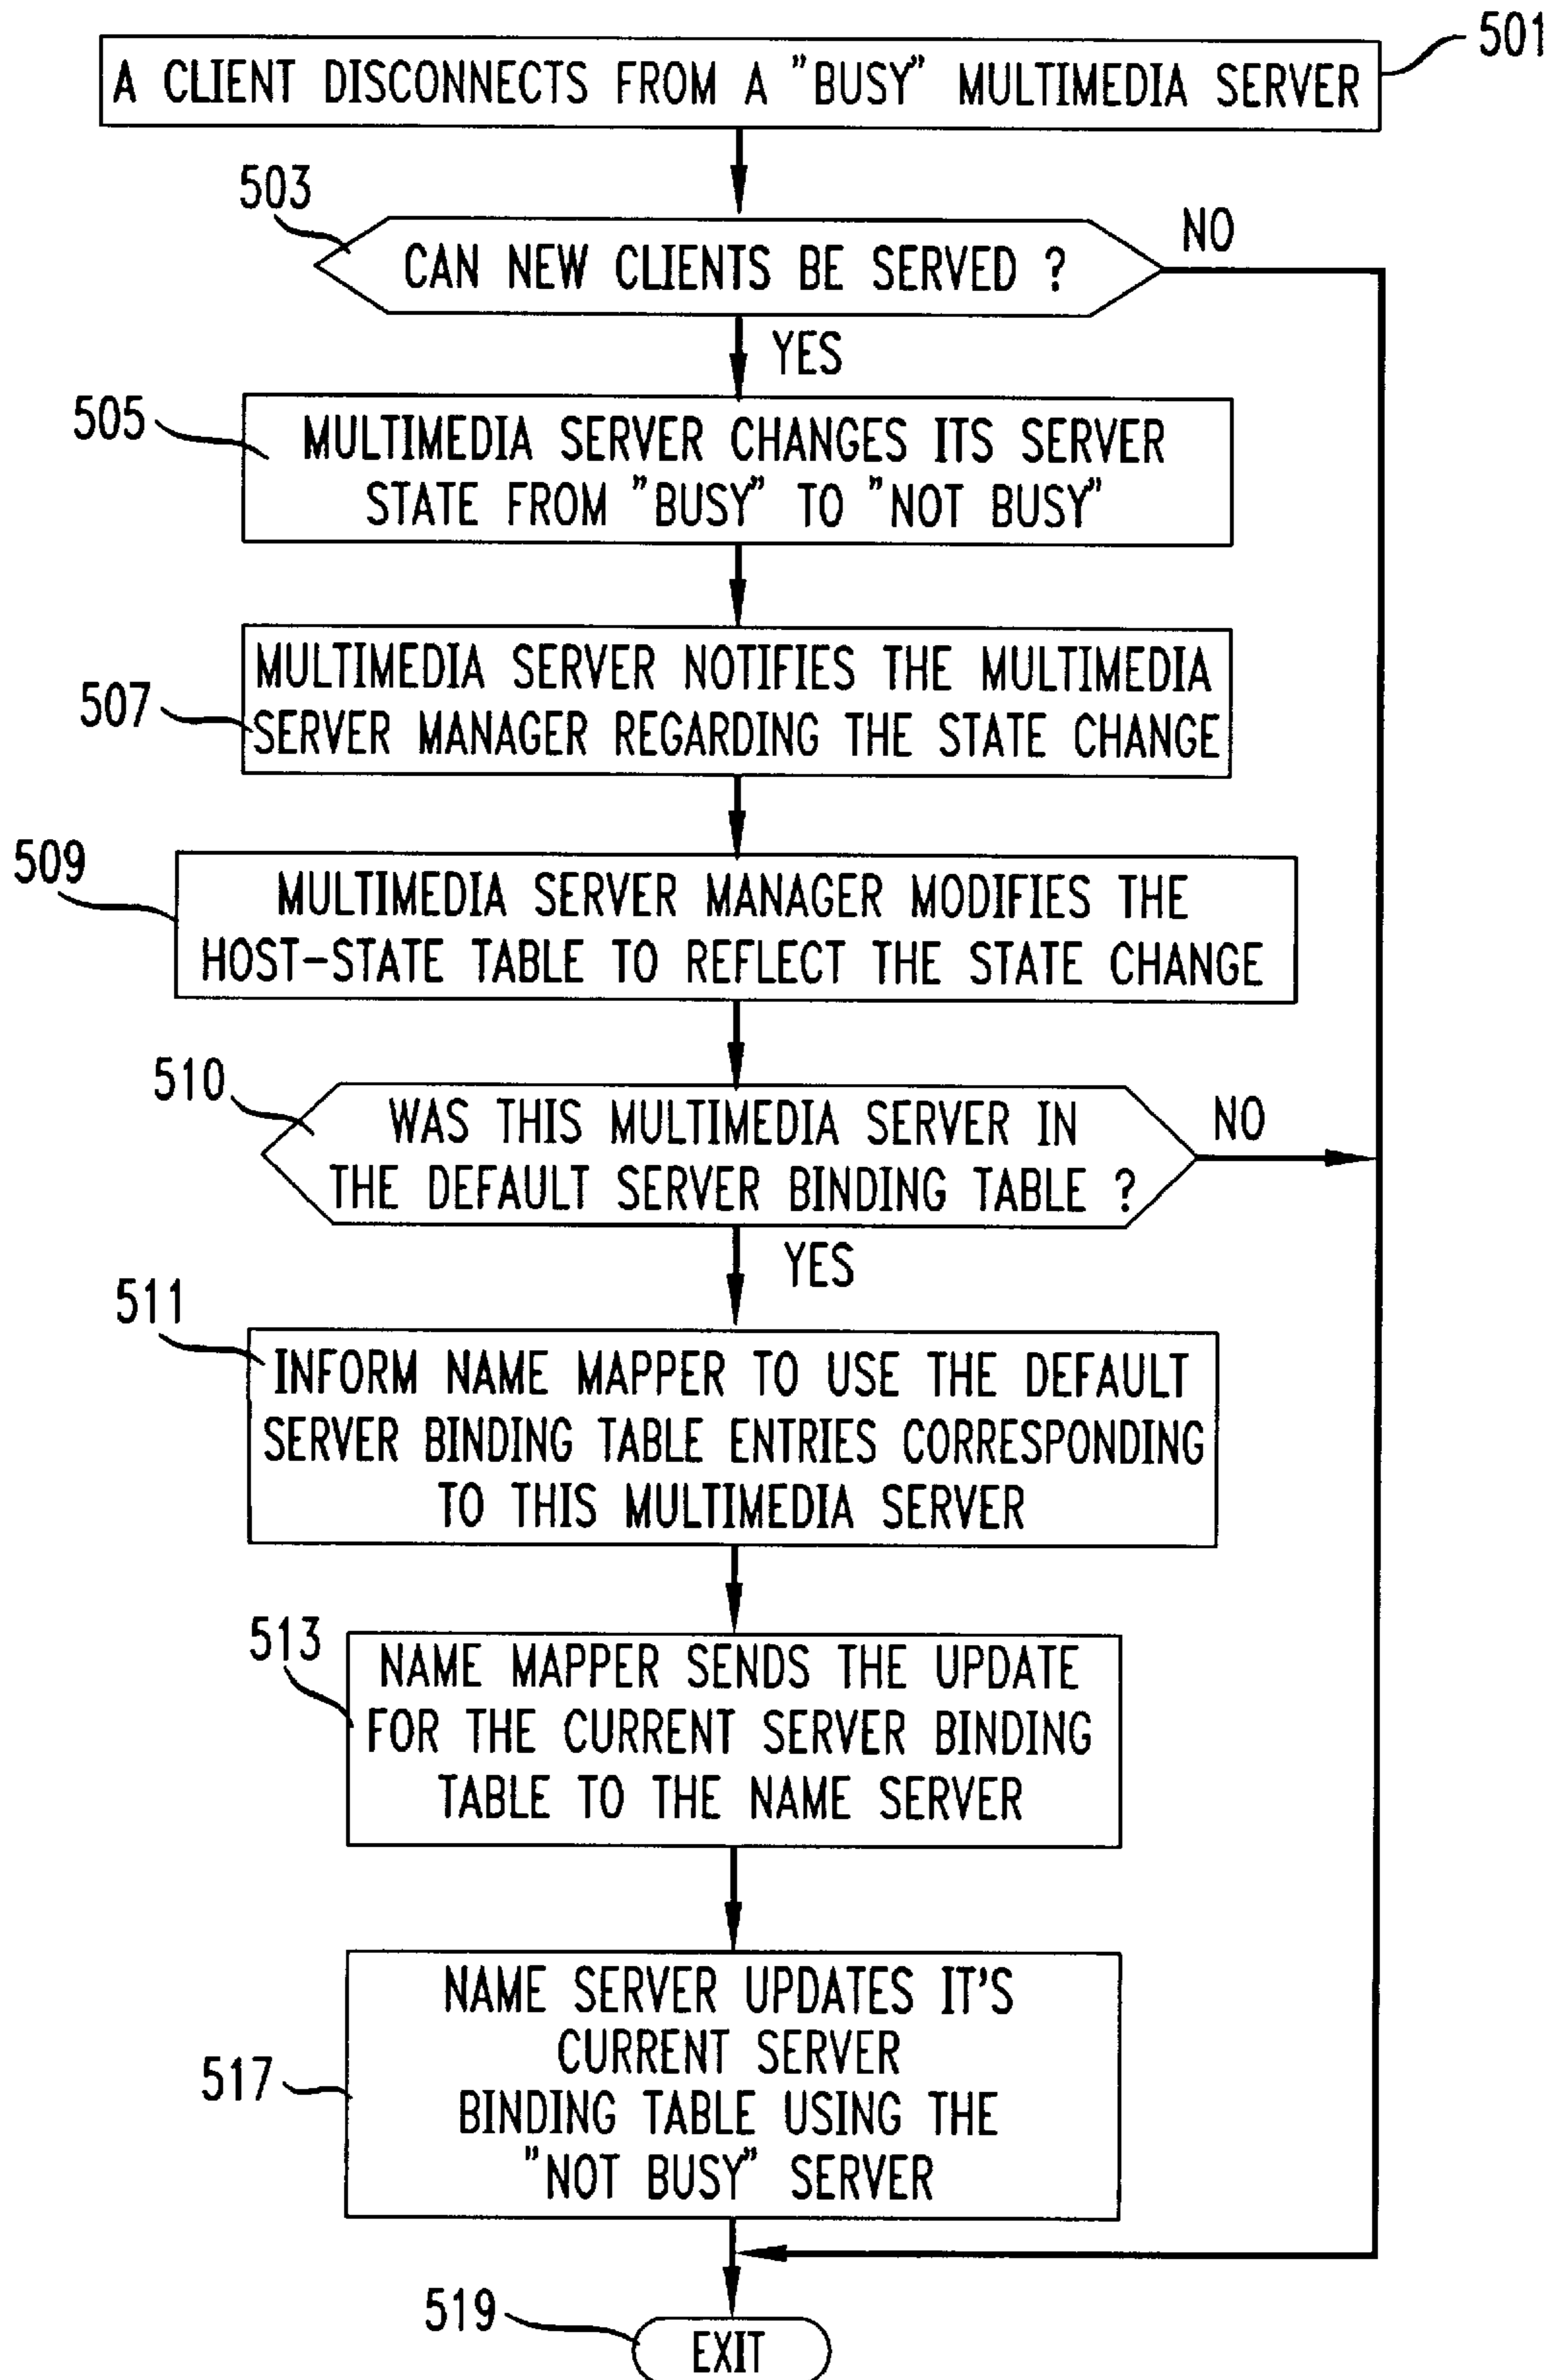 501
A CLIENT DISCONNECTS FROM A "BUSY" MULTIMEDIA SERVER
503
CAN NEW CLIENTS BE SERVED ?
NO
YES
505
MULTIMEDIA SERVER CHANGES ITS SERVER
STATE FROM "BUSY" TO "NOT BUSY"
507
MULTIMEDIA SERVER NOTIFIES THE MULTIMEDIA
SERVER MANAGER REGARDING THE STATE CHANGE
509
MULTIMEDIA SERVER MANAGER MODIFIES THE
HOST-STATE TABLE TO REFLECT THE STATE CHANGE
510
WAS THIS MULTIMEDIA SERVER IN
THE DEFAULT SERVER BINDING TABLE ?
NO
YES
511
INFORM NAME MAPPER TO USE THE DEFAULT
SERVER BINDING TABLE ENTRIES CORRESPONDING
TO THIS MULTIMEDIA SERVER
513
NAME MAPPER SENDS THE UPDATE
FOR THE CURRENT SERVER BINDING
TABLE TO THE NAME SERVER
517
NAME SERVER UPDATES IT'S
CURRENT SERVER
BINDING TABLE USING THE
"NOT BUSY" SERVER
519
EXIT